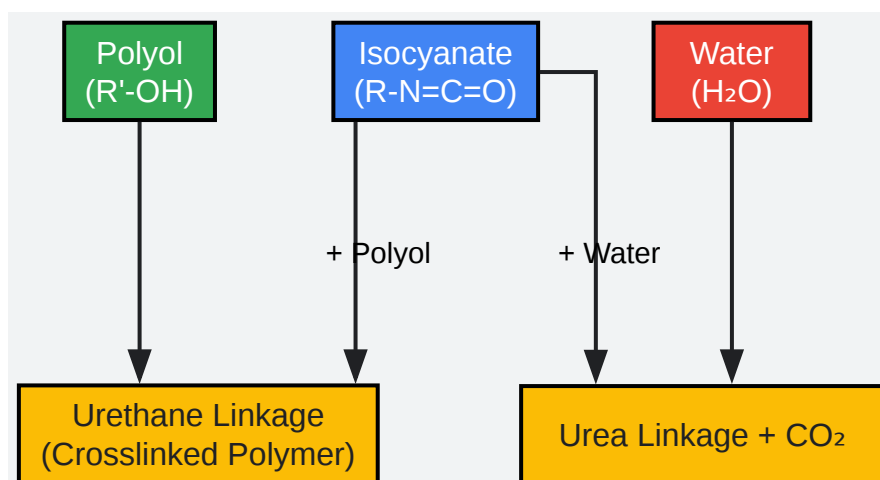 Polyol
(R'-OH)
Isocyanate
(R-N=C=O)
Water
(H₂O)
+ Polyol
+ Water
Urethane Linkage
(Crosslinked Polymer)
Urea Linkage + CO₂